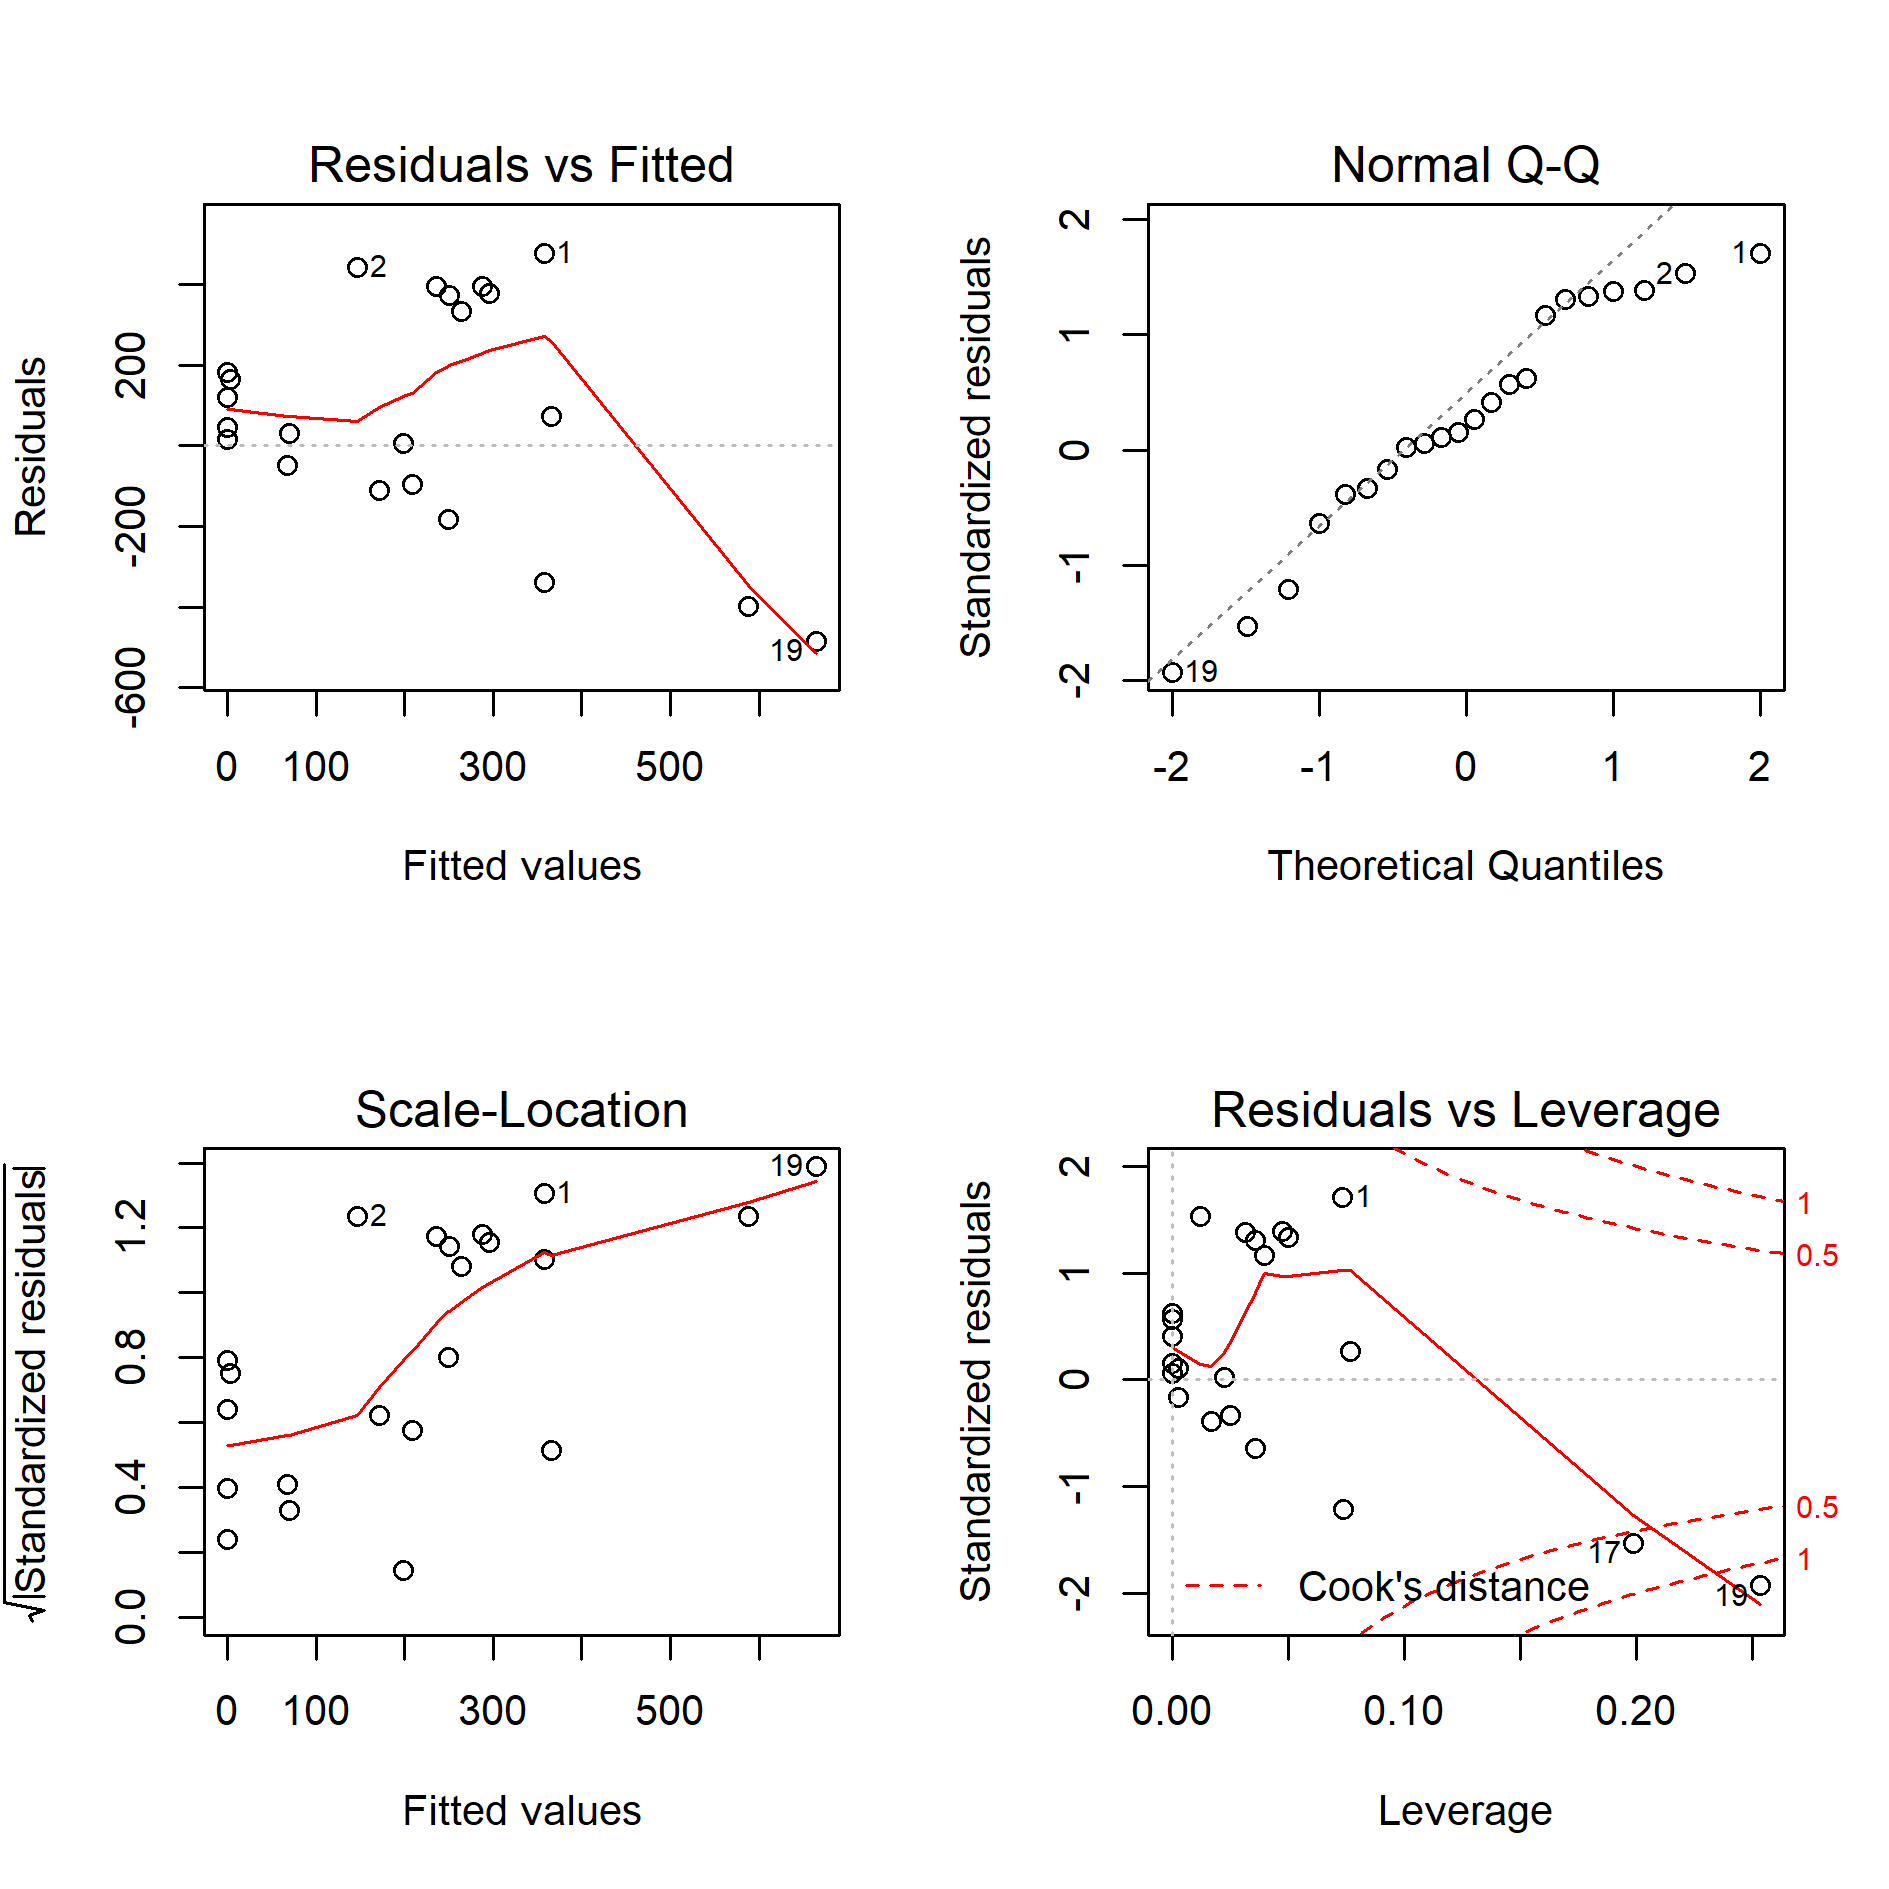 Residuals vs Fitted
Residuals
-600
-200
200
2
1
19
0 100 300 500
Fitted values
Normal Q-Q
Standardized residuals
-2
-1
0
1
2
1
2
19
-2 -1 0 1 2
Theoretical Quantiles
Scale-Location
√|Standardized residuals|
0.0
0.4
0.8
1.2
2
1
19
0 100 300 500
Fitted values
Residuals vs Leverage
Standardized residuals
-2
-1
0
1
2
1
1
0.5
0.5
1
17
19
Cook's distance
0.00 0.10 0.20
Leverage